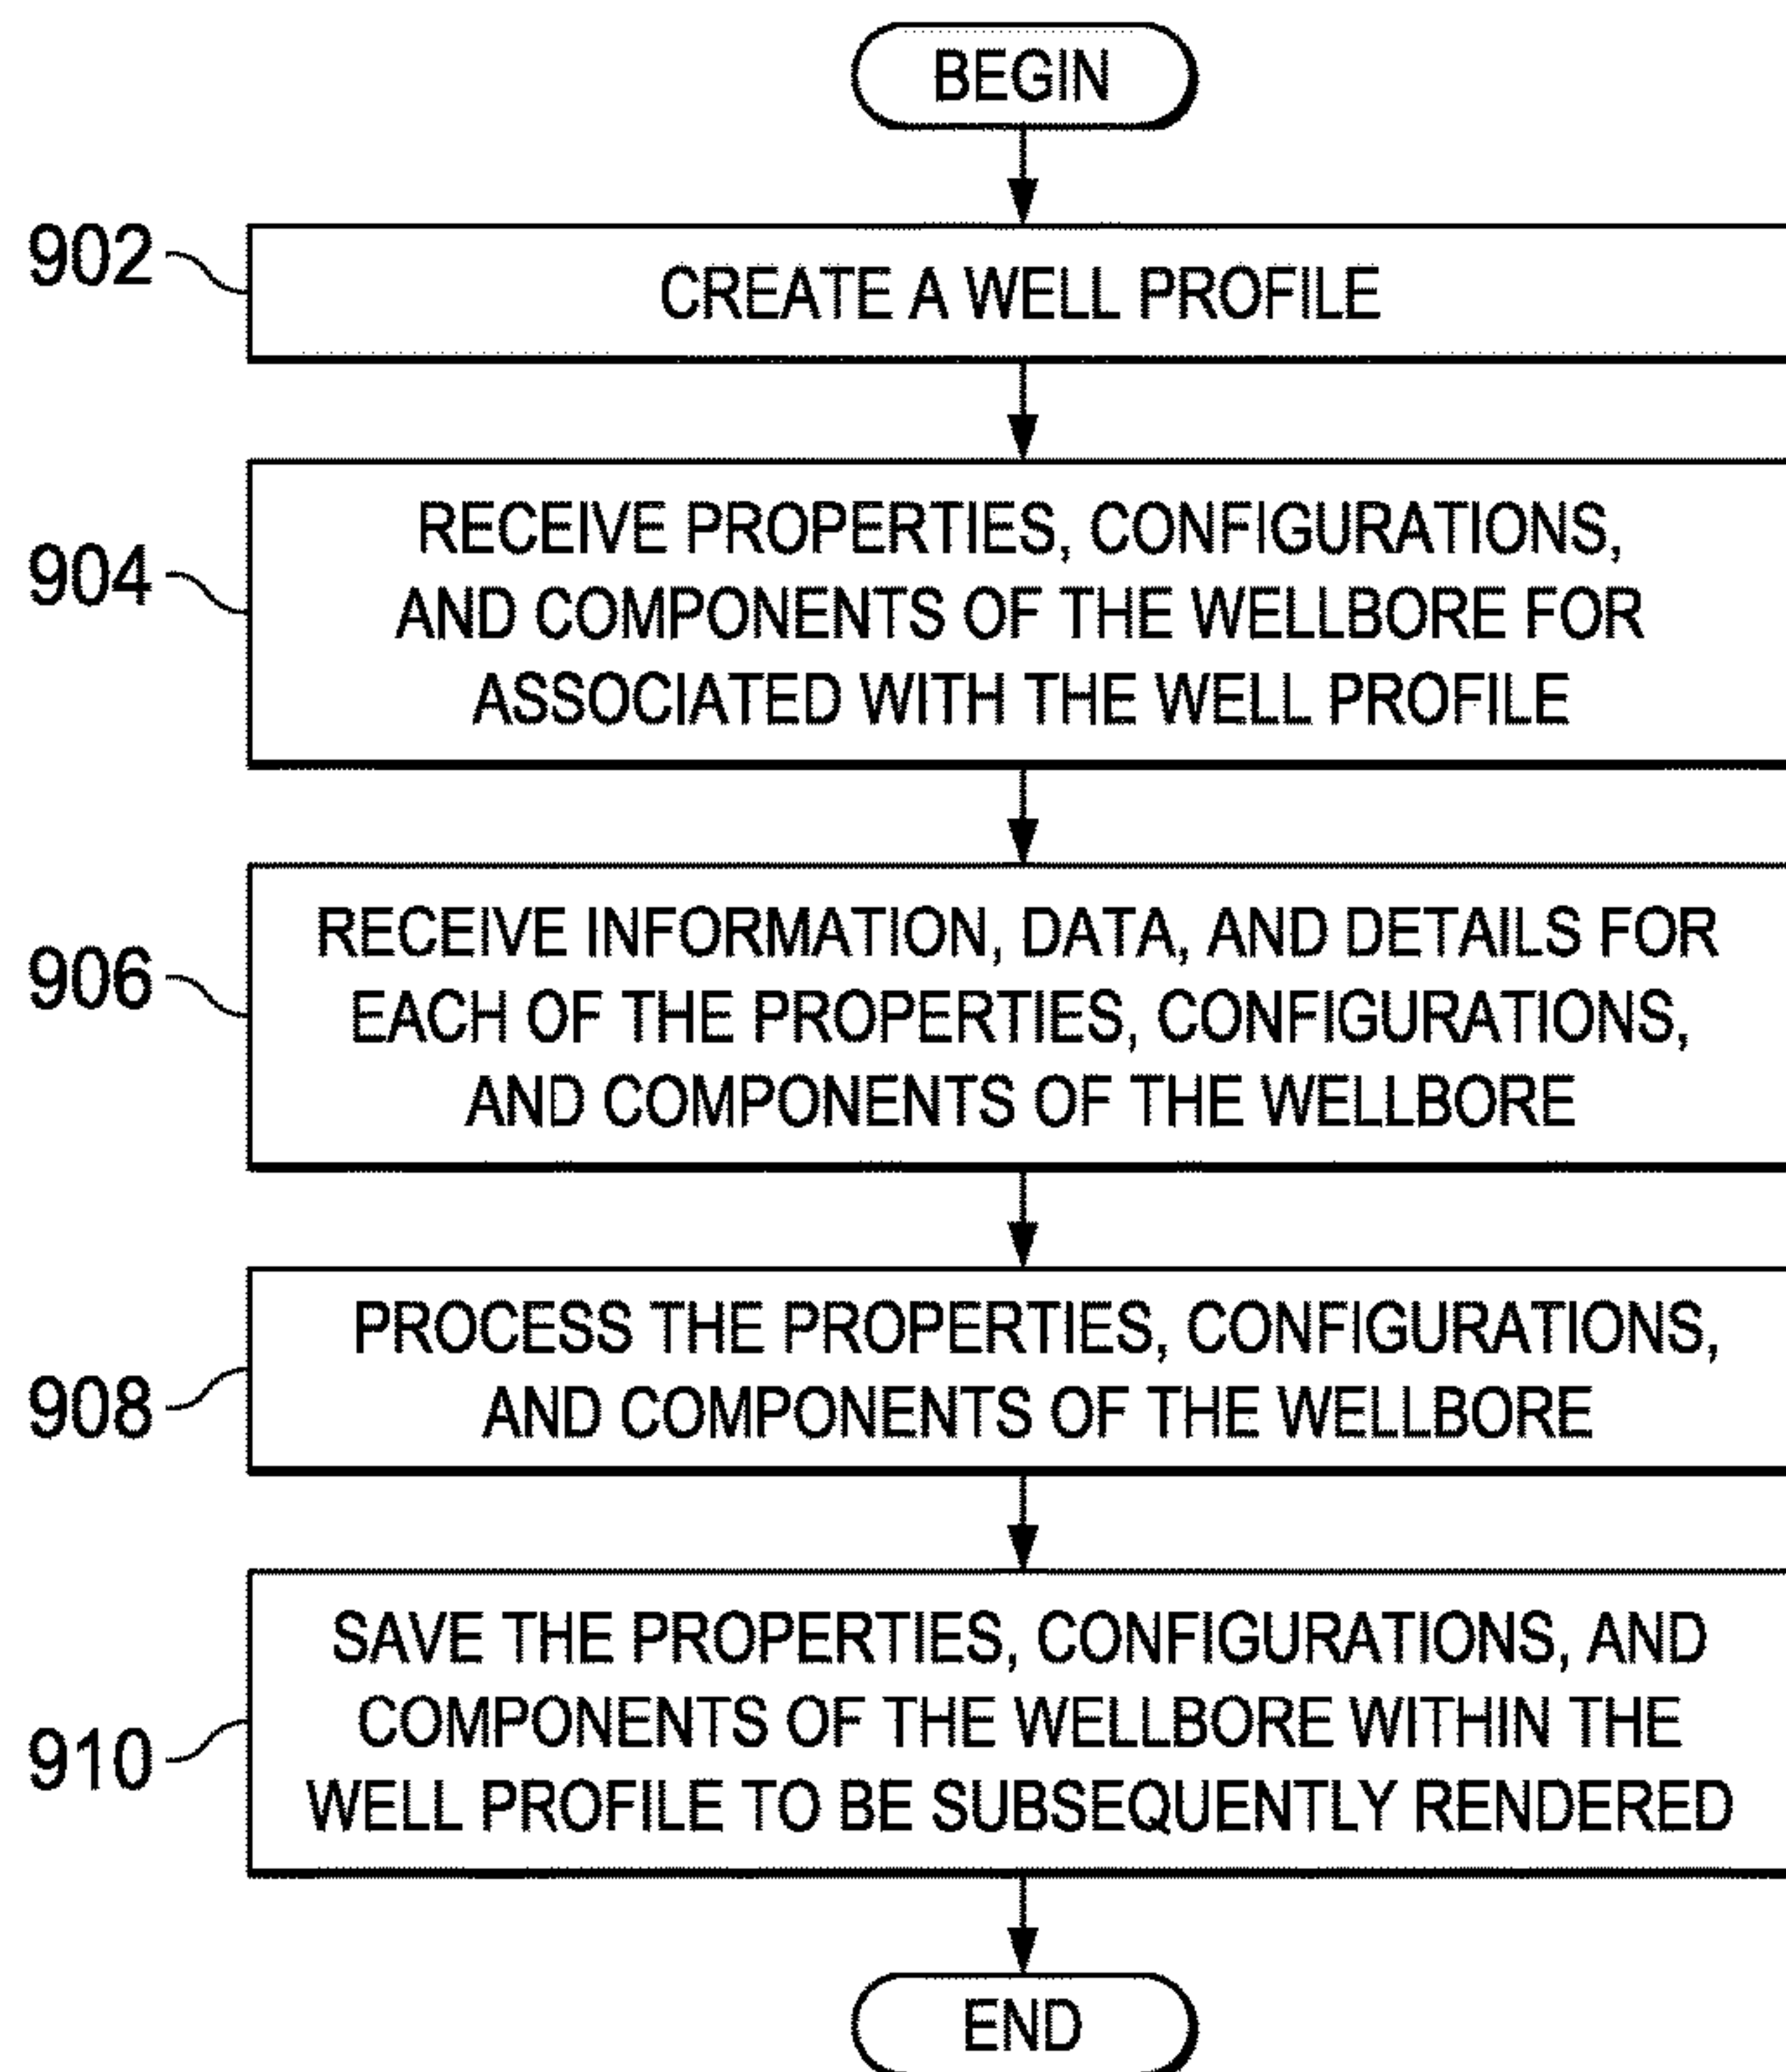 BEGIN
902
CREATE A WELL PROFILE
904
RECEIVE PROPERTIES, CONFIGURATIONS,
AND COMPONENTS OF THE WELLBORE FOR
ASSOCIATED WITH THE WELL PROFILE
906
RECEIVE INFORMATION, DATA, AND DETAILS FOR
EACH OF THE PROPERTIES, CONFIGURATIONS,
AND COMPONENTS OF THE WELLBORE
908
PROCESS THE PROPERTIES, CONFIGURATIONS,
AND COMPONENTS OF THE WELLBORE
910
SAVE THE PROPERTIES, CONFIGURATIONS, AND
COMPONENTS OF THE WELLBORE WITHIN THE
WELL PROFILE TO BE SUBSEQUENTLY RENDERED
END